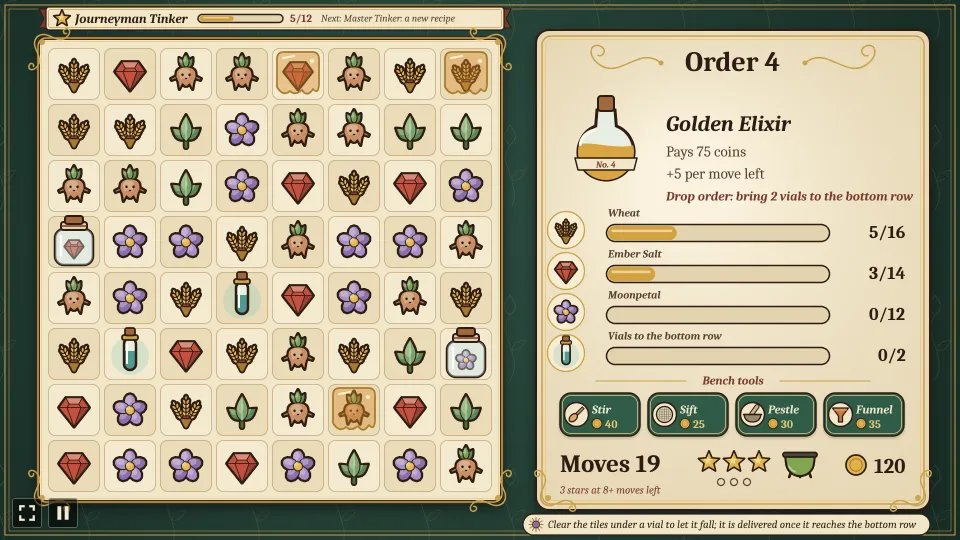 Journeyman Tinker
5/12
Next: Master Tinker: a new recipe
Order 4
No. 4
Golden Elixir
Pays 75 coins
+5 per move left
Drop order: bring 2 vials to the bottom row
Wheat
5/16
Ember Salt
3/14
Moonpetal
0/12
Vials to the bottom row
0/2
Bench tools
Stir
40
Sift
25
Pestle
30
Funnel
35
Moves 19
120
3 stars at 8+ moves left
Clear the tiles under a vial to let it fall; it is delivered once it reaches the bottom row